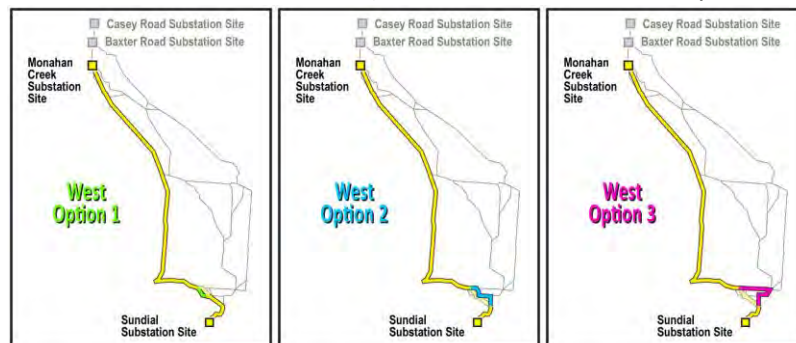 Casey Road Substation Site
Baxter Road Substation Site
Monahan
Creek
Substation
Site
West
Option 1
Sundial
Substation Site
Casey Road Substation Site
Baxter Road Substation Site
Monahan
Creek
Substation
Site
West
Option 2
Sundial
Substation Site
Casey Road Substation Site
Baxter Road Substation Site
Monahan
Creek
Substation
Site
West
Option 3
Sundial
Substation Site